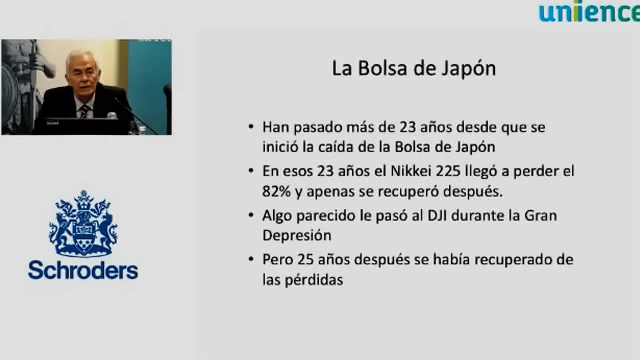 unience
La Bolsa de Japón
• Han pasado más de 23 años desde que se
inició la caída de la Bolsa de Japón
• En esos 23 años el Nikkei 225 llegó a perder el
82% y apenas se recuperó después.
• Algo parecido le pasó al DJI durante la Gran
Depresión
• Pero 25 años después se había recuperado de
las pérdidas
Schroders